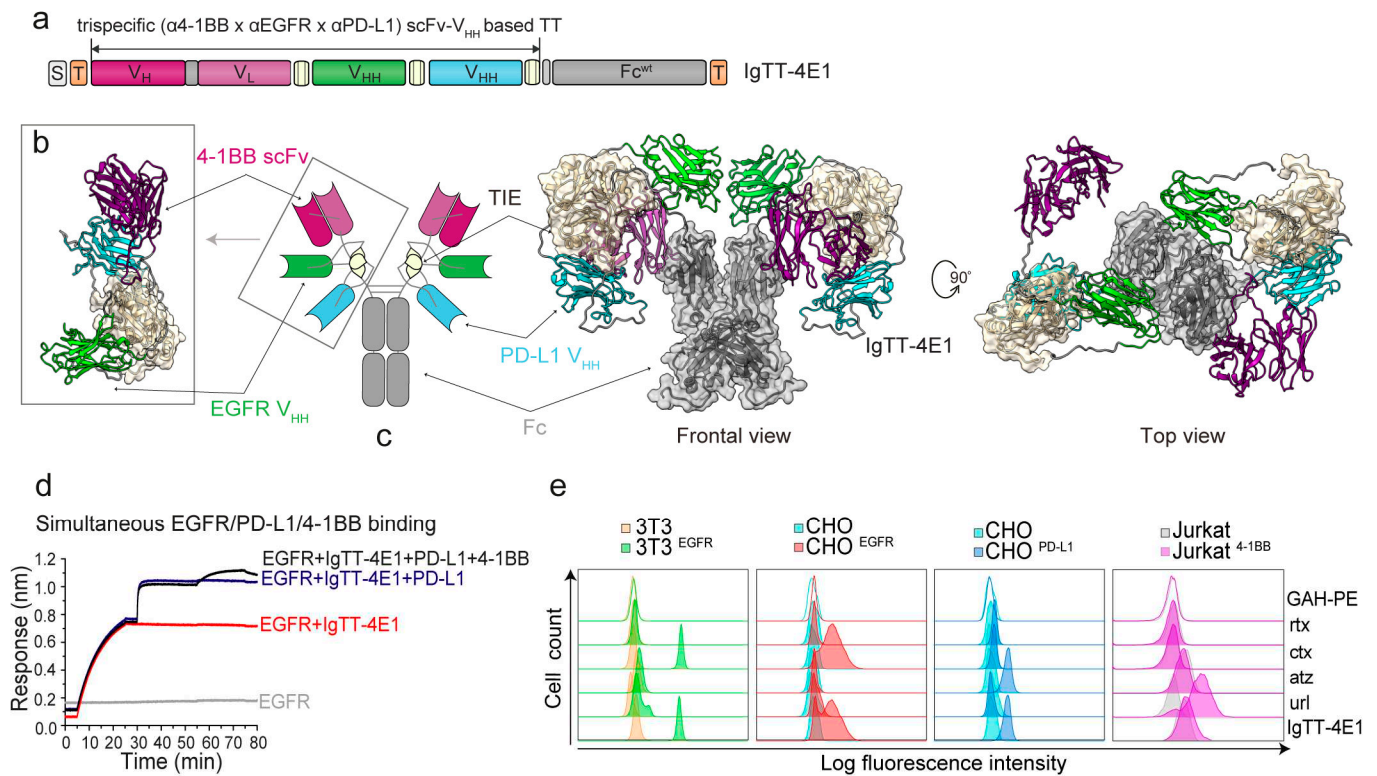 a
trispecific (α4-1BB x αEGFR x αPD-L1) scFv-VHH based TT
S T VH VL VHH VHH Fcwt T IgTT-4E1
b
4-1BB scFv
TIE
PD-L1 VHH
EGFR VHH
Fc
c
IgTT-4E1
90°
Frontal view
Top view
d
Simultaneous EGFR/PD-L1/4-1BB binding
Response (nm)
1.2
1.0
0.8
0.6
0.4
0.2
0.0
0 10 20 30 40 50 60 70 80
Time (min)
EGFR+IgTT-4E1+PD-L1+4-1BB
EGFR+IgTT-4E1+PD-L1
EGFR+IgTT-4E1
EGFR
e
3T3
3T3 EGFR
CHO
CHO EGFR
CHO
CHO PD-L1
Jurkat
Jurkat 4-1BB
Cell count
GAH-PE
rtx
ctx
atz
url
IgTT-4E1
Log fluorescence intensity